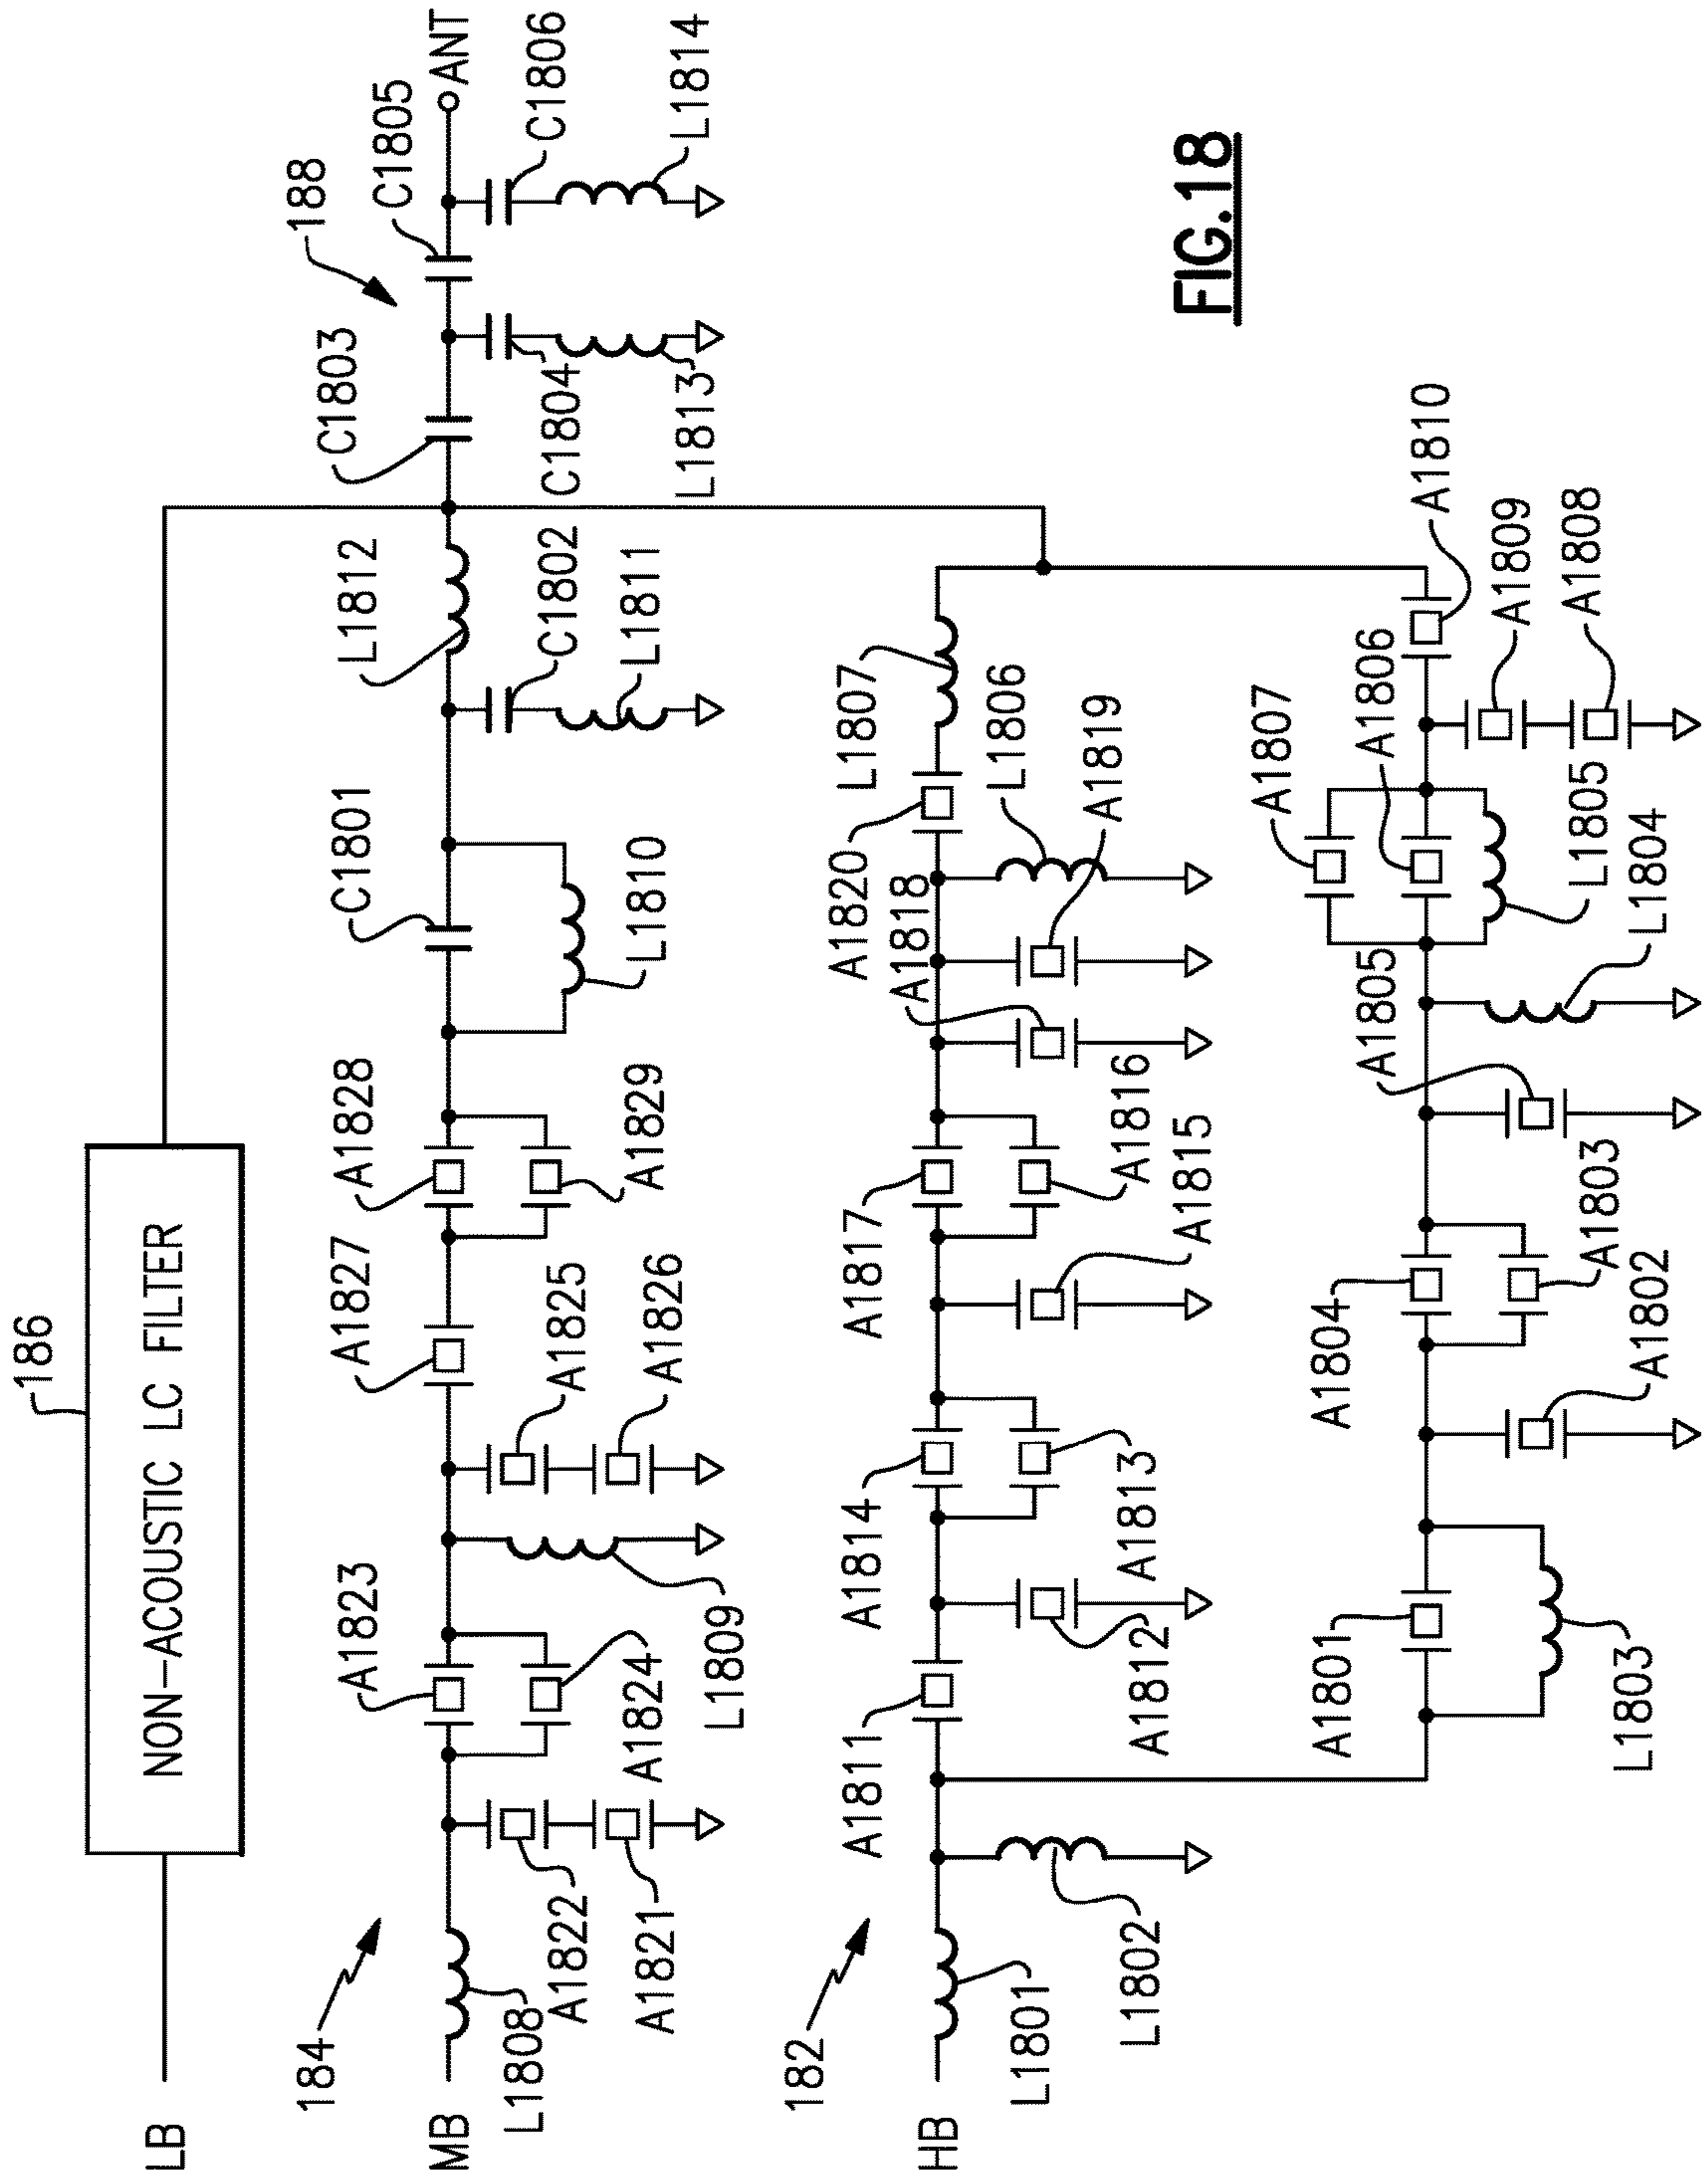 186
NON-ACOUSTIC LC FILTER
LB
184
MB
L1808
A1822
A1821
A1823
A1824
L1809
A1825
A1826
A1827
A1828
A1829
C1801
L1810
L1812
C1802
L1811
188
C1803
C1804
L1813
C1805
C1806
L1814
ANT
182
HB
L1801
L1802
A1811
A1812
A1814
A1813
A1817
A1815
A1816
A1818
A1820
A1819
L1806
L1807
A1801
L1803
A1804
A1802
A1803
A1805
L1804
L1805
A1807
A1806
A1810
A1809
A1808
FIG.18